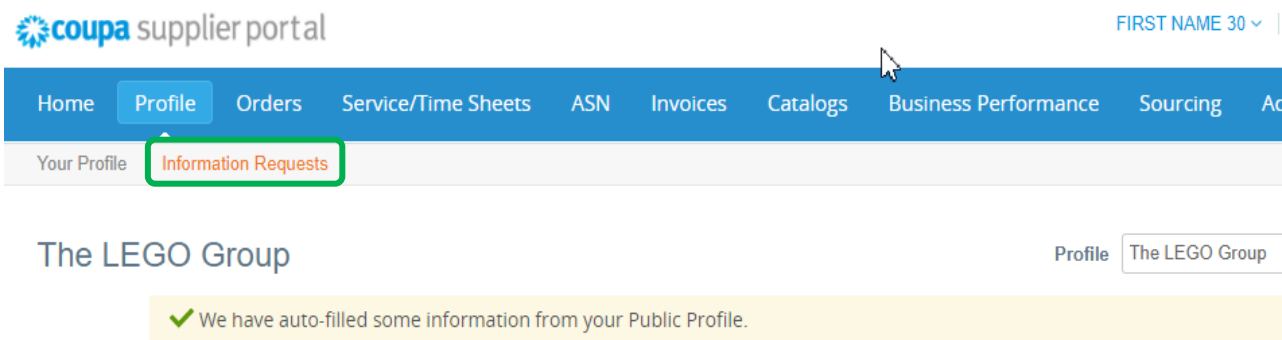 coupa supplier portal
FIRST NAME 30
Home Profile Orders Service/Time Sheets ASN Invoices Catalogs Business Performance Sourcing
Your Profile Information Requests
The LEGO Group
Profile The LEGO Group
We have auto-filled some information from your Public Profile.